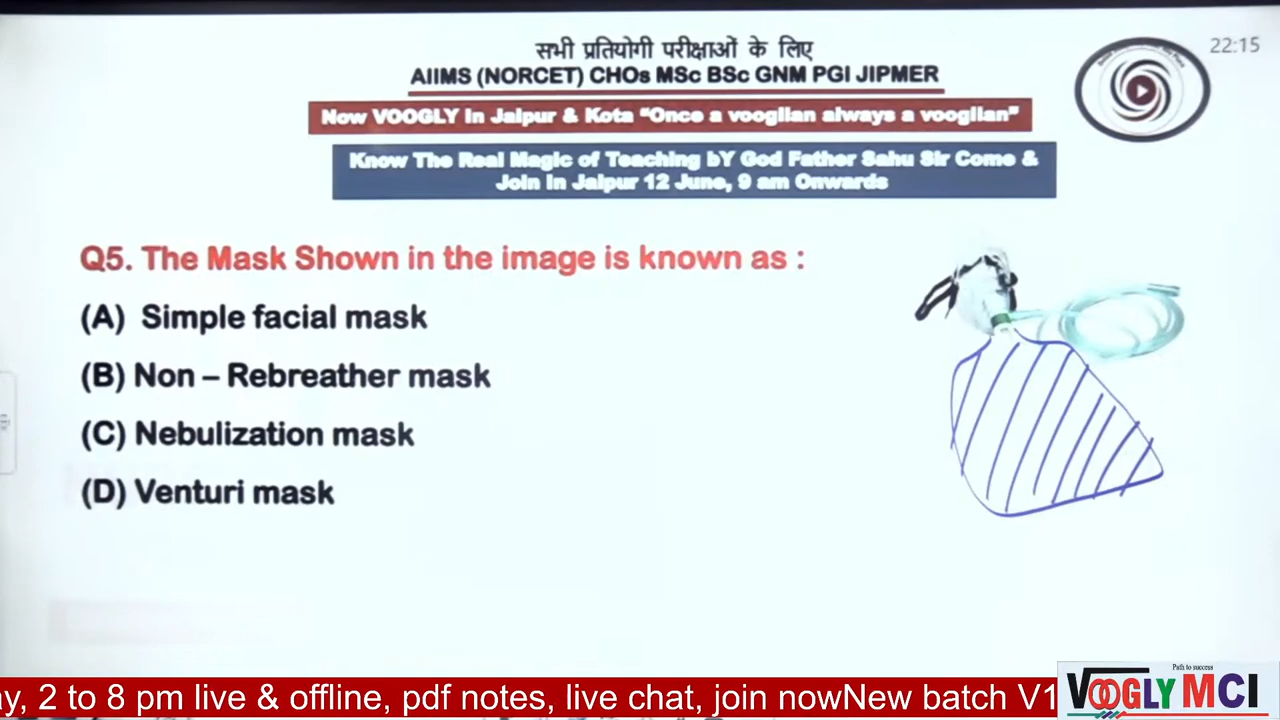 सभी प्रतियोगी परीक्षाओं के लिए
22:15
AIIMS (NORCET) CHOs MSc BSc GNM PGI JIPMER
Now VOOGLY in Jaipur & Kota “Once a vooglian always a vooglian”
Know The Real Magic of Teaching bY God Father Sahu Sir Come &
Join in Jaipur 12 June, 9 am Onwards
Q5. The Mask Shown in the image is known as :
(A) Simple facial mask
(B) Non – Rebreather mask
(C) Nebulization mask
(D) Venturi mask
Path to success
VOOGLY MCI
y, 2 to 8 pm live & offline, pdf notes, live chat, join nowNew batch V1